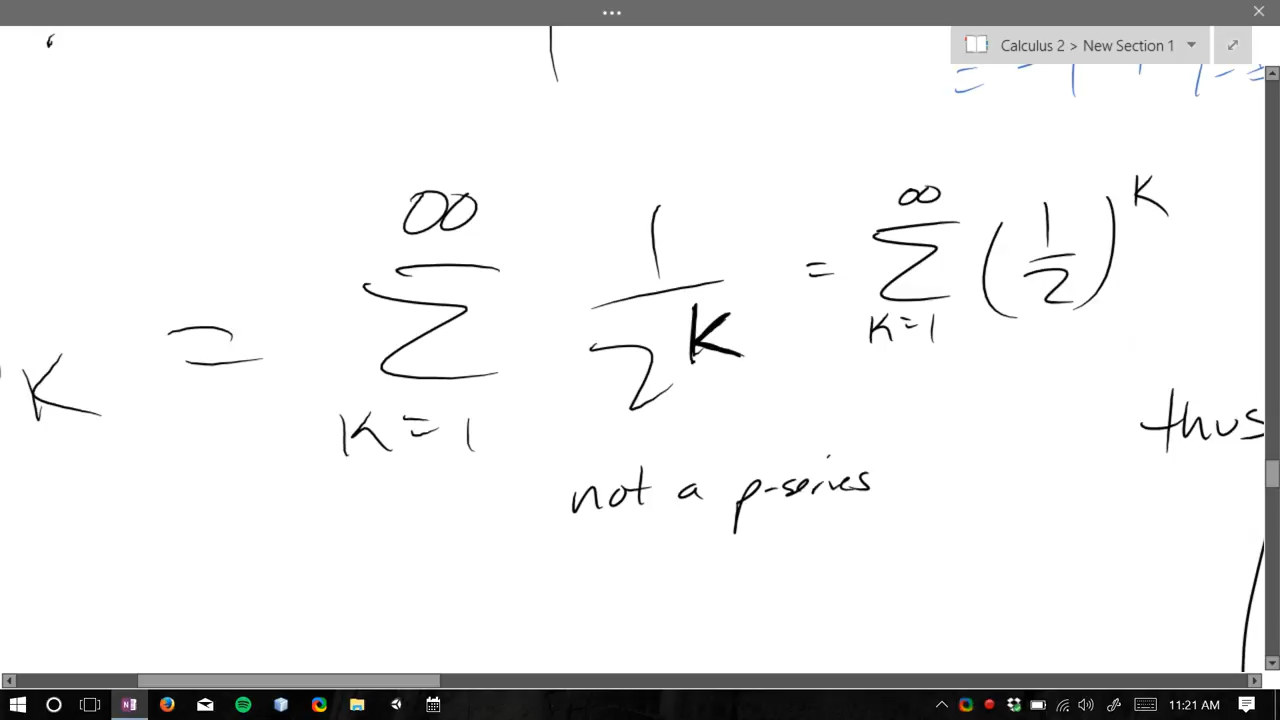 Calculus 2 > New Section 1
K = ∞ Σ K=1 1/2^K = ∞ Σ K=1 (1/2)^K
thus
not a p-series
11:21 AM